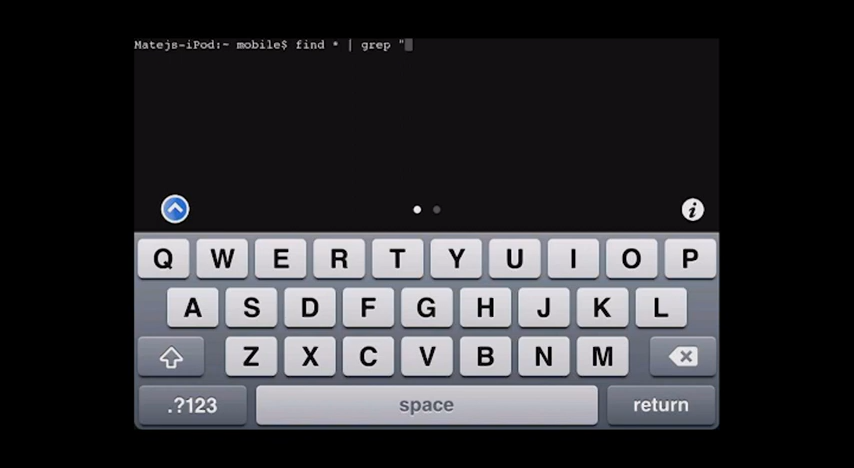 Matejs-iPod:~ mobile$ find * | grep "
i
Q W E R T Y U I O P
A S D F G H J K L
Z X C V B N M
.?123 space return